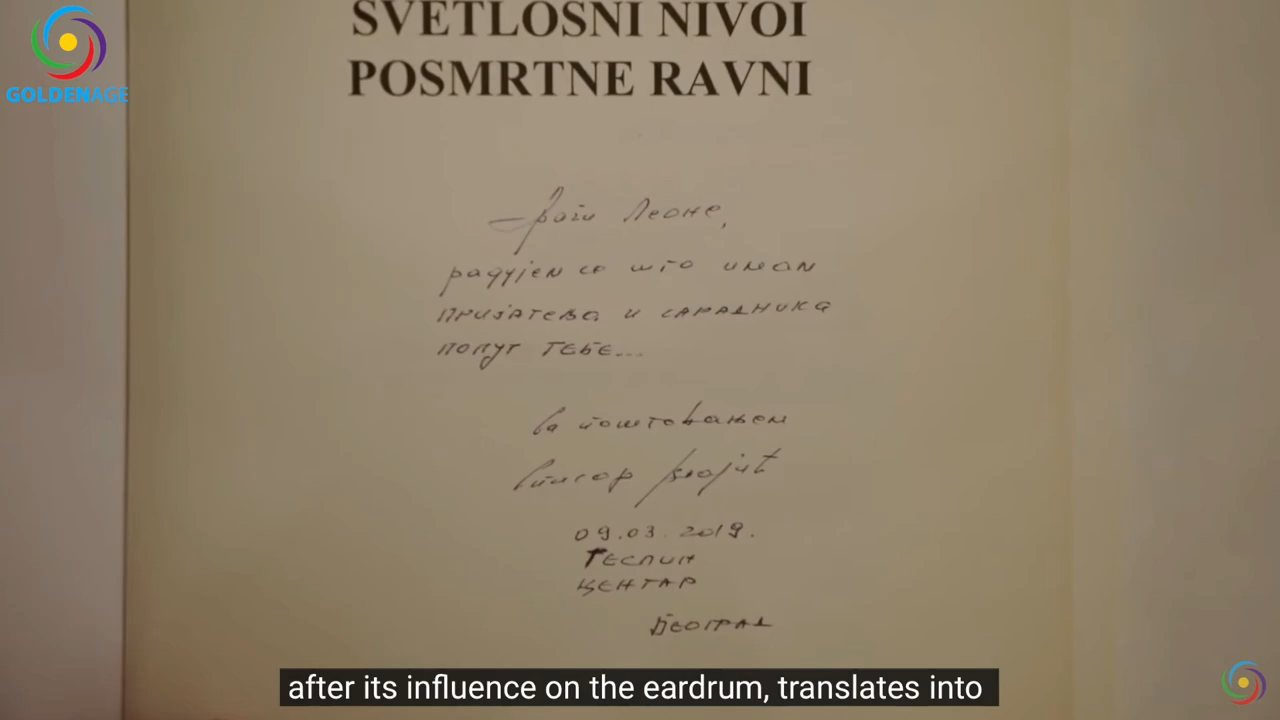 GOLDENAGE
SVETLOSNI NIVOI
POSMRTNE RAVNI
Драги Леоне,
радујем се што имам
пријатеља и сарадника
попут тебе...
са поштовањем
09.03.2019.
Теслин
центар
Београд
after its influence on the eardrum, translates into